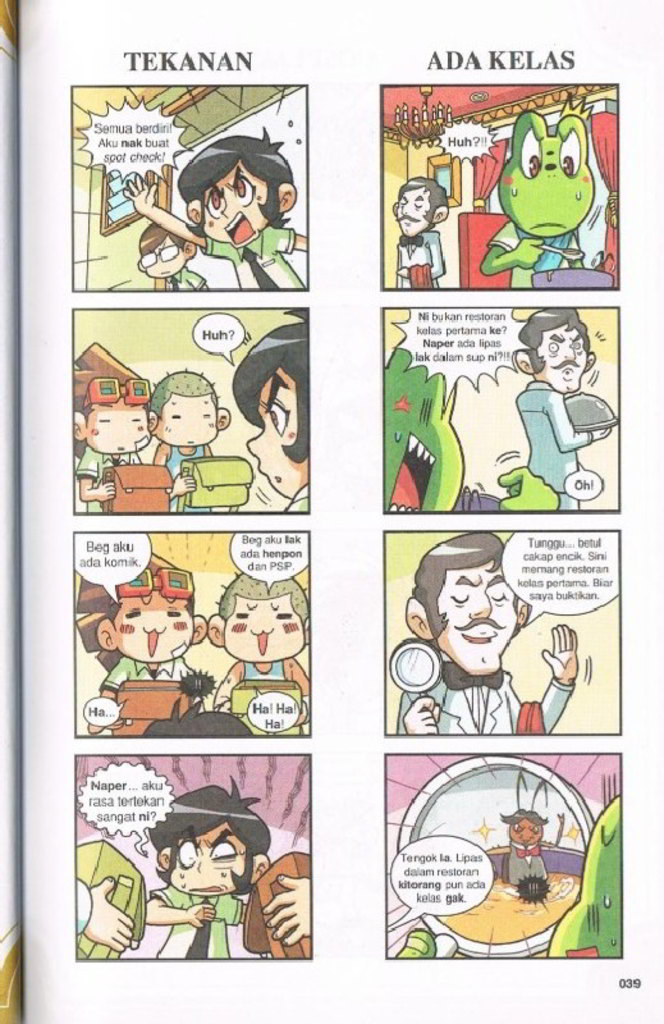 TEKANAN
Semua berdiri!
Aku nak buat
spot check!
Huh?
Beg aku
ada komik.
Beg aku lak
ada henpon
dan PSP.
Ha...
Ha! Ha!
Ha!
Naper... aku
rasa tertekan
sangat ni?
ADA KELAS
Huh?!!
Ni bukan restoran
kelas pertama ke?
Naper ada lipas
lak dalam sup ni?!!
Oh!
Tunggu... betul
cakap encik. Sini
memang restoran
kelas pertama. Biar
saya buktikan.
Tengok la. Lipas
dalam restoran
kitorang pun ada
kelas gak.
039